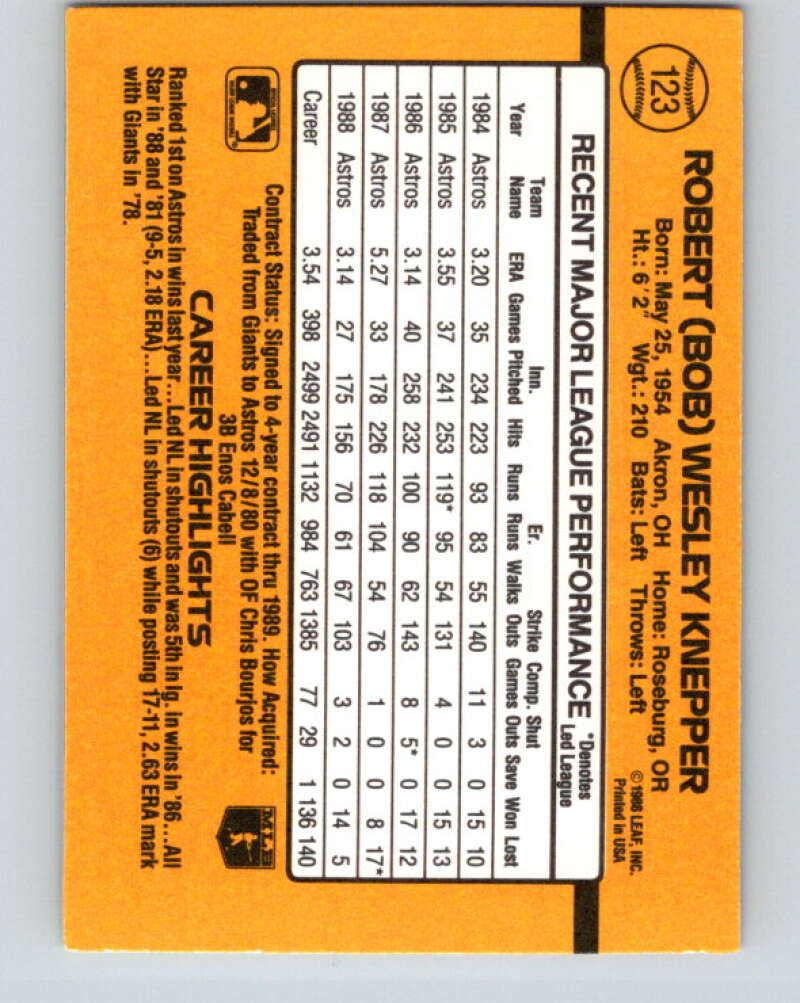 123
ROBERT (BOB) WESLEY KNEPPER
Born: May 25, 1954 Akron, OH Home: Roseburg, OR
Ht.: 6'2" Wgt.: 210 Bats: Left Throws: Left
© 1988 LEAF, INC.
Printed in USA
RECENT MAJOR LEAGUE PERFORMANCE *Denotes
Led League
Team Inn. Er. Strike Comp. Shut
Year Name ERA Games Pitched Hits Runs Runs Walks Outs Games Outs Save Won Lost
1984 Astros 3.20 35 234 223 93 83 55 140 11 3 0 15 10
1985 Astros 3.55 37 241 253 119* 95 54 131 4 0 0 15 13
1986 Astros 3.14 40 258 232 100 90 62 143 8 5* 0 17 12
1987 Astros 5.27 33 178 226 118 104 54 76 1 0 0 8 17*
1988 Astros 3.14 27 175 156 70 61 67 103 3 2 0 14 5
Career 3.54 398 2499 2491 1132 984 763 1385 77 29 1 136 140
Contract Status: Signed to 4-year contract thru 1989. How Acquired:
Traded from Giants to Astros 12/8/80 with OF Chris Bourjos for
3B Enos Cabell
MLB
CAREER HIGHLIGHTS
Ranked 1st on Astros in wins last year...Led NL in shutouts and was 5th in lg. in wins in '86...All
Star in '88 and '81 (9-5, 2.18 ERA)...Led NL in shutouts (6) while posting 17-11, 2.63 ERA mark
with Giants in '78.